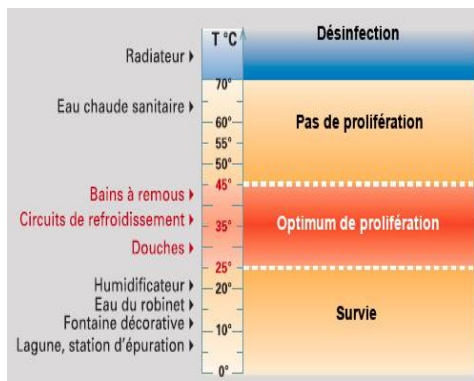 T °C
Désinfection
Radiateur
70°
Eau chaude sanitaire
60°
Pas de prolifération
55°
50°
45°
Bains à remous
Circuits de refroidissement
35°
Optimum de prolifération
Douches
25°
Humidificateur
20°
Eau du robinet
Survie
Fontaine décorative
10°
Lagune, station d'épuration
0°